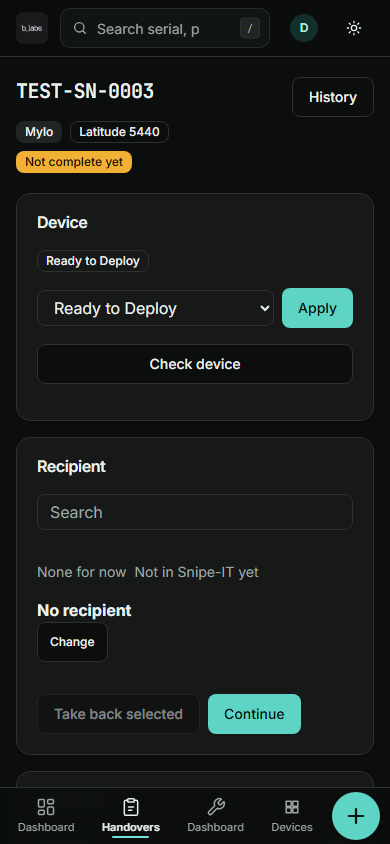 b_labs
Search serial, p
/
D
TEST-SN-0003
History
Mylo
Latitude 5440
Not complete yet
Device
Ready to Deploy
Ready to Deploy
Apply
Check device
Recipient
Search
None for now Not in Snipe-IT yet
No recipient
Change
Take back selected
Continue
Dashboard
Handovers
Dashboard
Devices